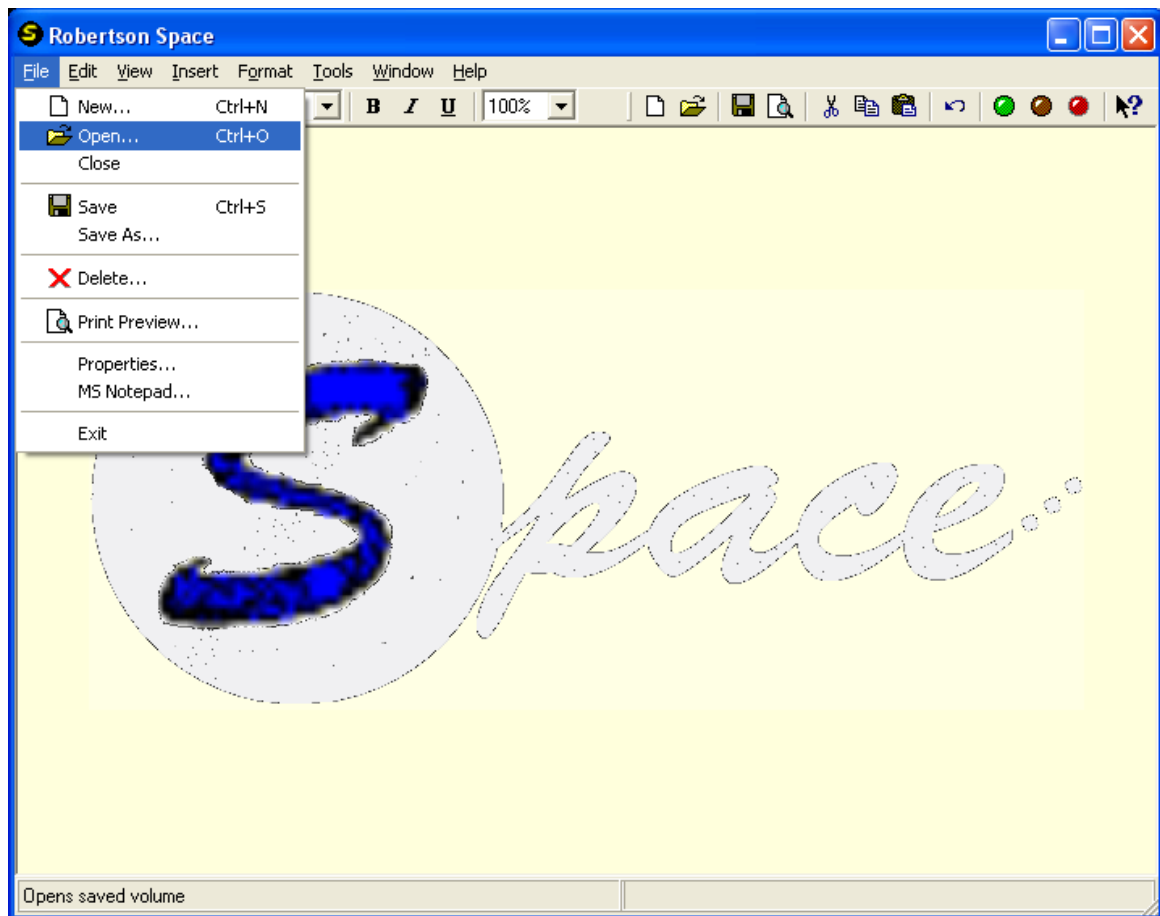 Robertson Space
File Edit View Insert Format Tools Window Help
B I U 100%
New... Ctrl+N
Open... Ctrl+O
Close
Save Ctrl+S
Save As...
Delete...
Print Preview...
Properties...
MS Notepad...
Exit
Space...
Opens saved volume